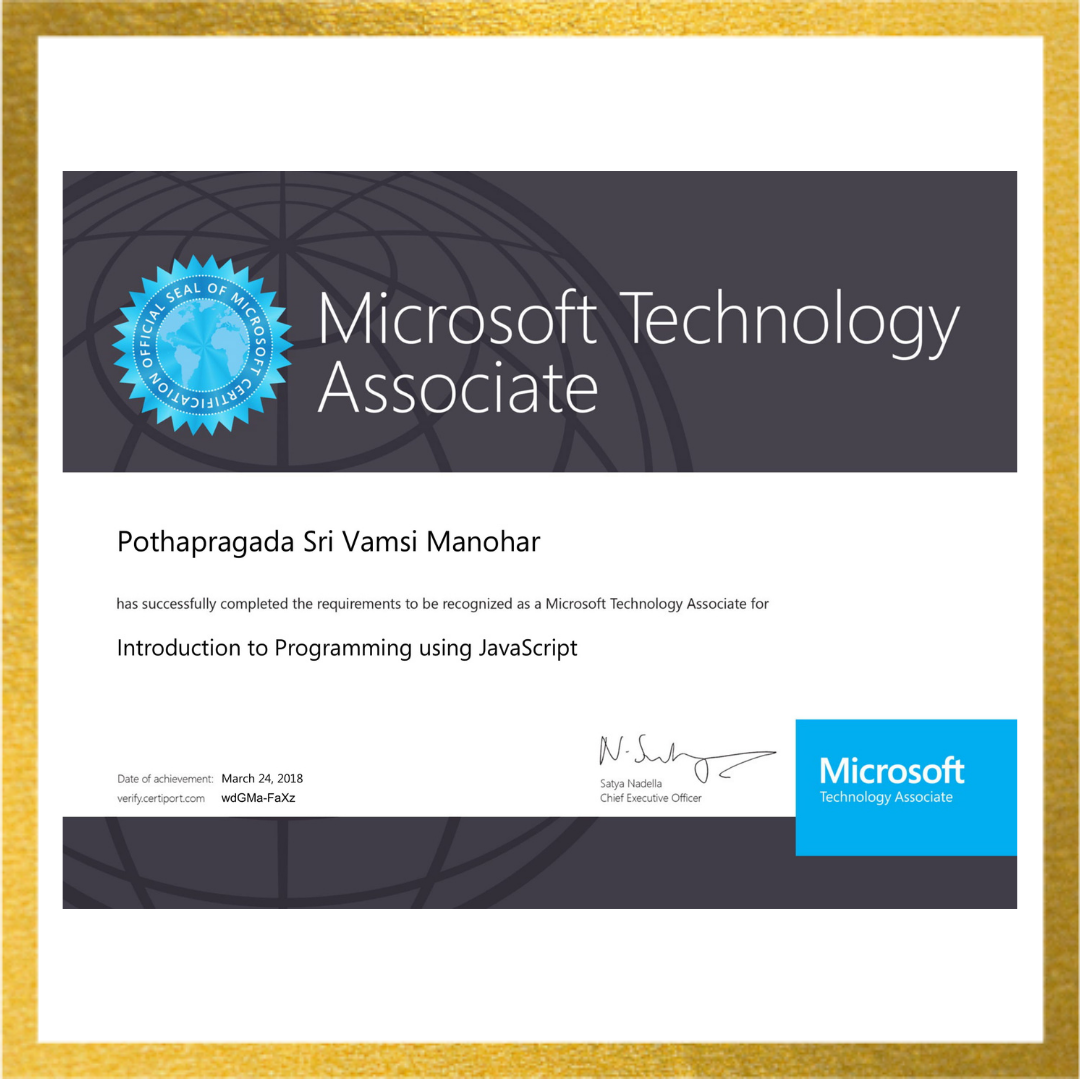 OFFICIAL SEAL OF MICROSOFT CERTIFICATION
Microsoft Technology
Associate
Pothapragada Sri Vamsi Manohar
has successfully completed the requirements to be recognized as a Microsoft Technology Associate for
Introduction to Programming using JavaScript
Date of achievement: March 24, 2018
verify.certiport.com wdGMa-FaXz
N. Satya
Satya Nadella
Chief Executive Officer
Microsoft
Technology Associate